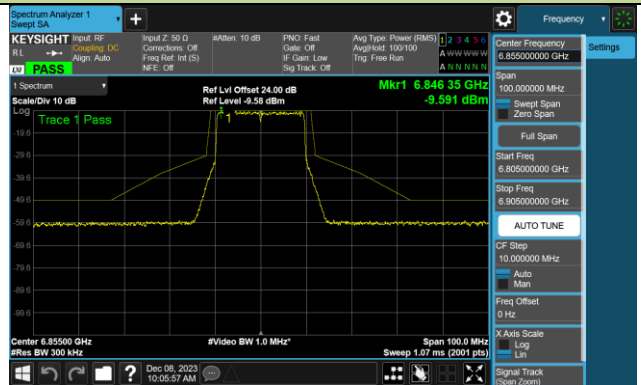 Spectrum Analyzer 1
Swept SA
Frequency
KEYSIGHT
Input: RF
Input Z: 50 Ω
#Atten: 10 dB
PNO: Fast
Avg Type: Power (RMS)
1 2 3 4 5 6
RL
Coupling: DC
Corrections: Off
Gate: Off
Avg|Hold: 100/100
A W W W W W
Align: Auto
Freq Ref: Int (S)
IF Gain: Low
Trig: Free Run
LXI
PASS
NFE: Off
Sig Track: Off
A N N N N N
1 Spectrum
Ref Lvl Offset 24.00 dB
Mkr1 6.846 35 GHz
Scale/Div 10 dB
Ref Level -9.58 dBm
-9.591 dBm
Log
Trace 1 Pass
1
-19.6
-29.6
-39.6
-49.6
-59.6
-69.6
-79.6
-89.6
-99.6
Center 6.85500 GHz
#Video BW 1.0 MHz*
Span 100.0 MHz
#Res BW 300 kHz
Sweep 1.07 ms (2001 pts)
Center Frequency
6.855000000 GHz
Settings
Span
100.000000 MHz
Swept Span
Zero Span
Full Span
Start Freq
6.805000000 GHz
Stop Freq
6.905000000 GHz
AUTO TUNE
CF Step
10.000000 MHz
Auto
Man
Freq Offset
0 Hz
X Axis Scale
Log
Lin
Signal Track
(Span Zoom)
?
Dec 08, 2023
10:05:57 AM